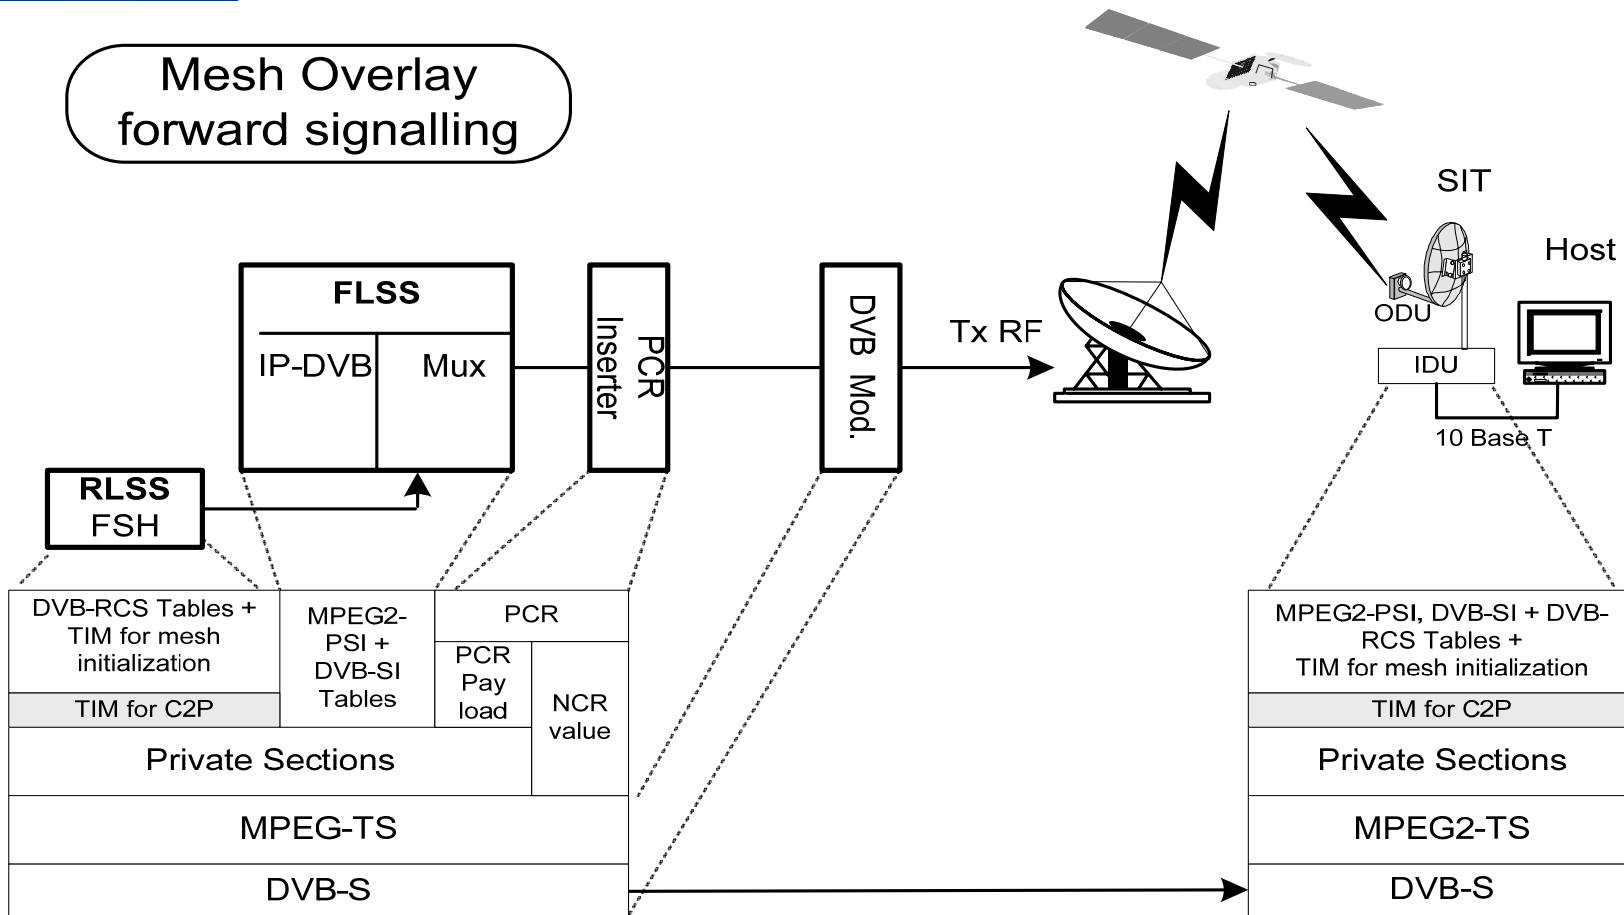 Mesh Overlay
forward signalling
SIT
Host
ODU
IDU
10 Base T
FLSS
IP-DVB
Mux
PCR
Inserter
DVB Mod.
Tx RF
RLSS
FSH
DVB-RCS Tables +
TIM for mesh
initialization
TIM for C2P
MPEG2-
PSI +
DVB-SI
Tables
PCR
PCR
Pay
load
NCR
value
Private Sections
MPEG-TS
DVB-S
MPEG2-PSI, DVB-SI + DVB-
RCS Tables +
TIM for mesh initialization
TIM for C2P
Private Sections
MPEG2-TS
DVB-S